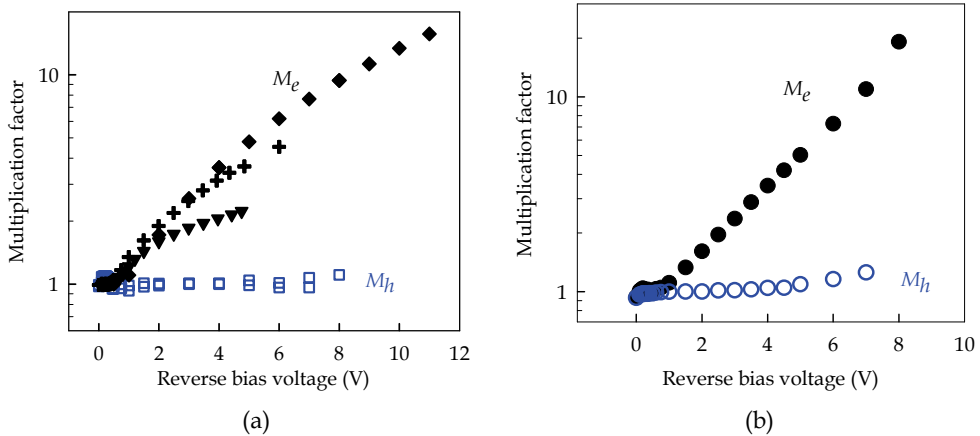 Multiplication factor
10
1
M_e
M_h
0 2 4 6 8 10 12
Reverse bias voltage (V)
(a)
Multiplication factor
10
1
M_e
M_h
0 2 4 6 8 10
Reverse bias voltage (V)
(b)